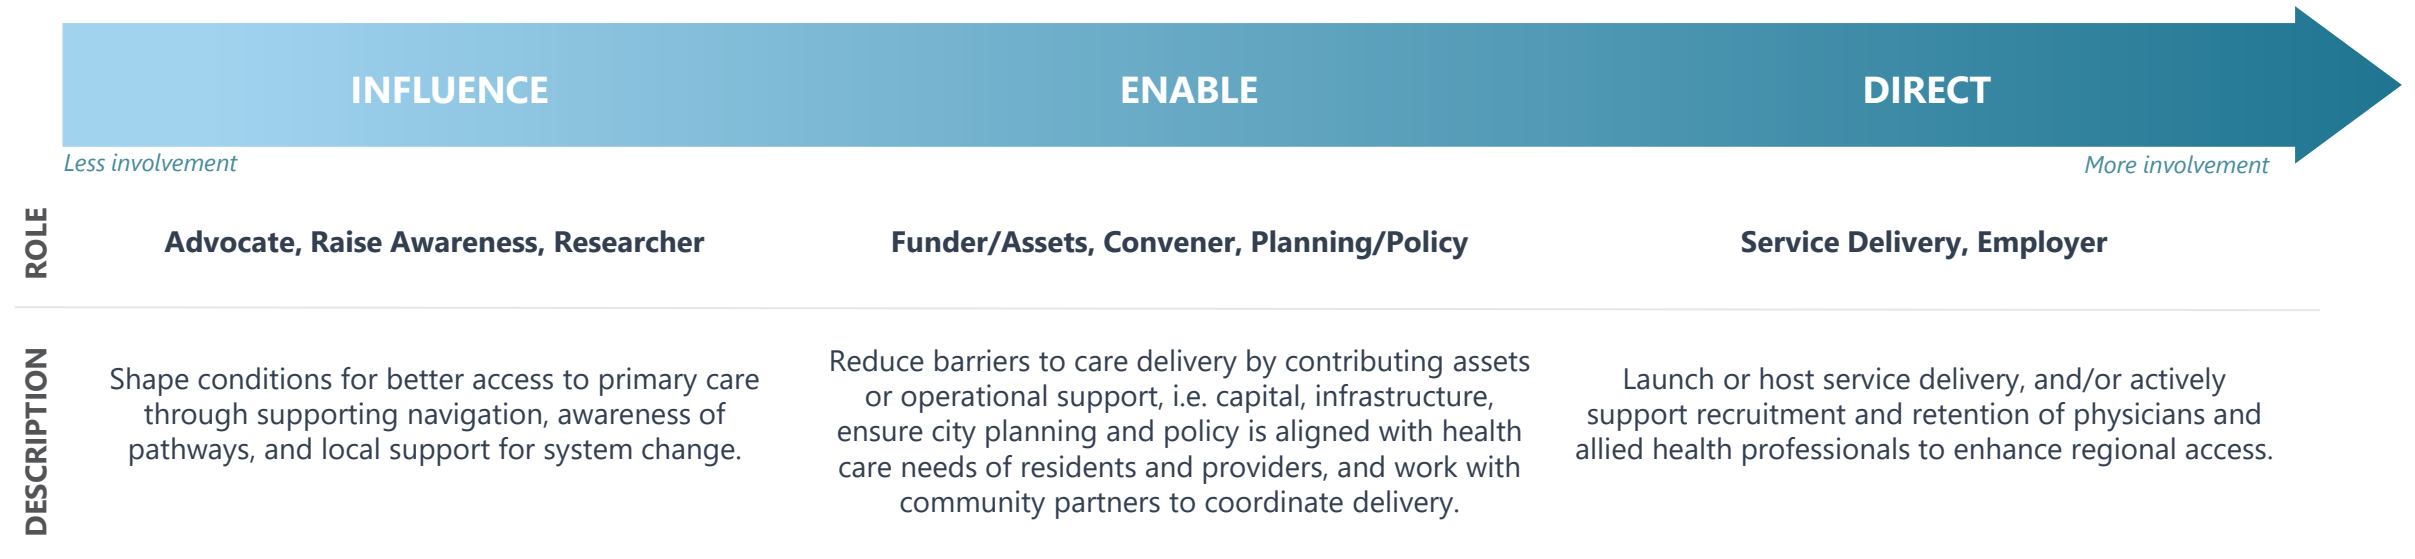 INFLUENCE
ENABLE
DIRECT
Less involvement
More involvement
ROLE
Advocate, Raise Awareness, Researcher
Funder/Assets, Convener, Planning/Policy
Service Delivery, Employer
DESCRIPTION
Shape conditions for better access to primary care
through supporting navigation, awareness of
pathways, and local support for system change.
Reduce barriers to care delivery by contributing assets
or operational support, i.e. capital, infrastructure,
ensure city planning and policy is aligned with health
care needs of residents and providers, and work with
community partners to coordinate delivery.
Launch or host service delivery, and/or actively
support recruitment and retention of physicians and
allied health professionals to enhance regional access.